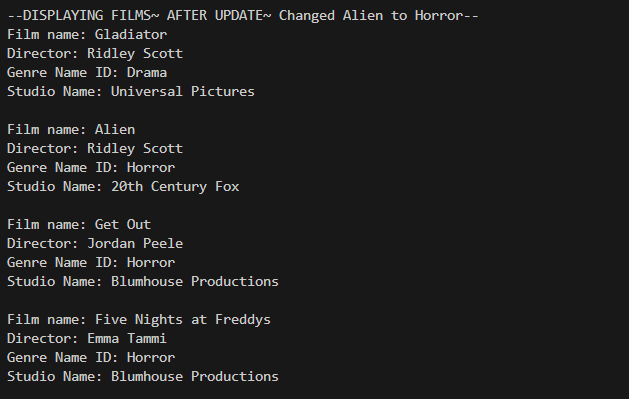 --DISPLAYING FILMS~ AFTER UPDATE~ Changed Alien to Horror--
Film name: Gladiator
Director: Ridley Scott
Genre Name ID: Drama
Studio Name: Universal Pictures

Film name: Alien
Director: Ridley Scott
Genre Name ID: Horror
Studio Name: 20th Century Fox

Film name: Get Out
Director: Jordan Peele
Genre Name ID: Horror
Studio Name: Blumhouse Productions

Film name: Five Nights at Freddys
Director: Emma Tammi
Genre Name ID: Horror
Studio Name: Blumhouse Productions